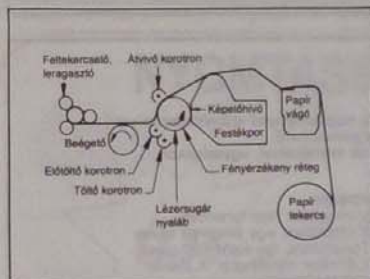 Feltekercselő,
leragasztó
Átvivő korotron
Képelőhívó
Festékpor
Papír
vágó
Beégető
Előtöltő korotron
Töltő korotron
Fényérzékeny réteg
Lézersugár
nyaláb
Papír
tekercs